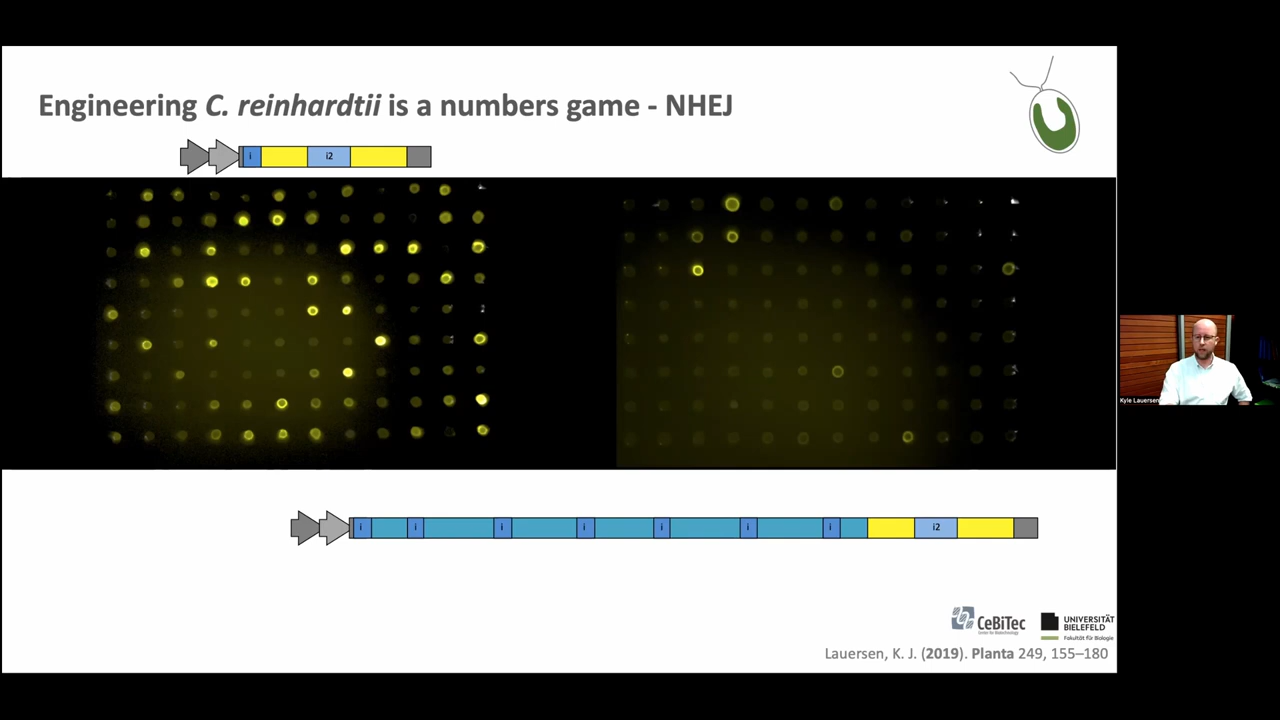 Engineering C. reinhardtii is a numbers game - NHEJ
i
i2
i
i
i
i
i
i
i
i2
Kyle Lauersen
CeBiTec
UNIVERSITÄT
BIELEFELD
Fakultät für Biologie
Lauersen, K. J. (2019). Planta 249, 155–180